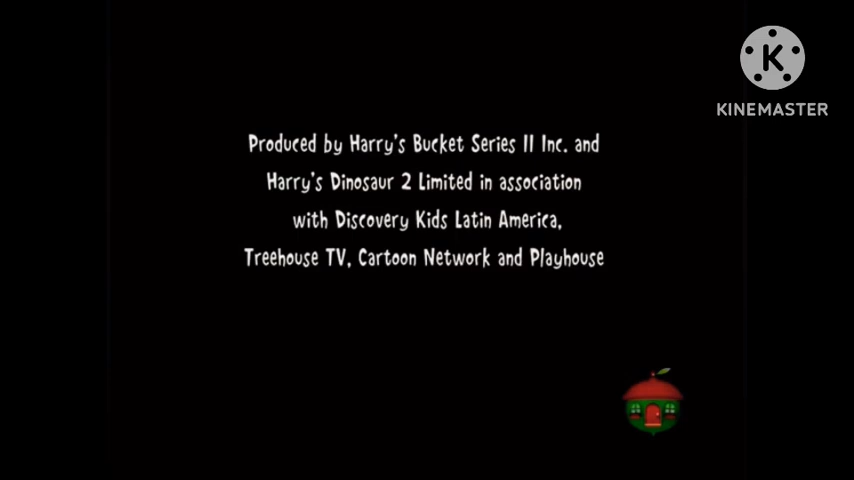 K
KINEMASTER
Produced by Harry's Bucket Series II Inc. and
Harry's Dinosaur 2 Limited in association
with Discovery Kids Latin America,
Treehouse TV, Cartoon Network and Playhouse